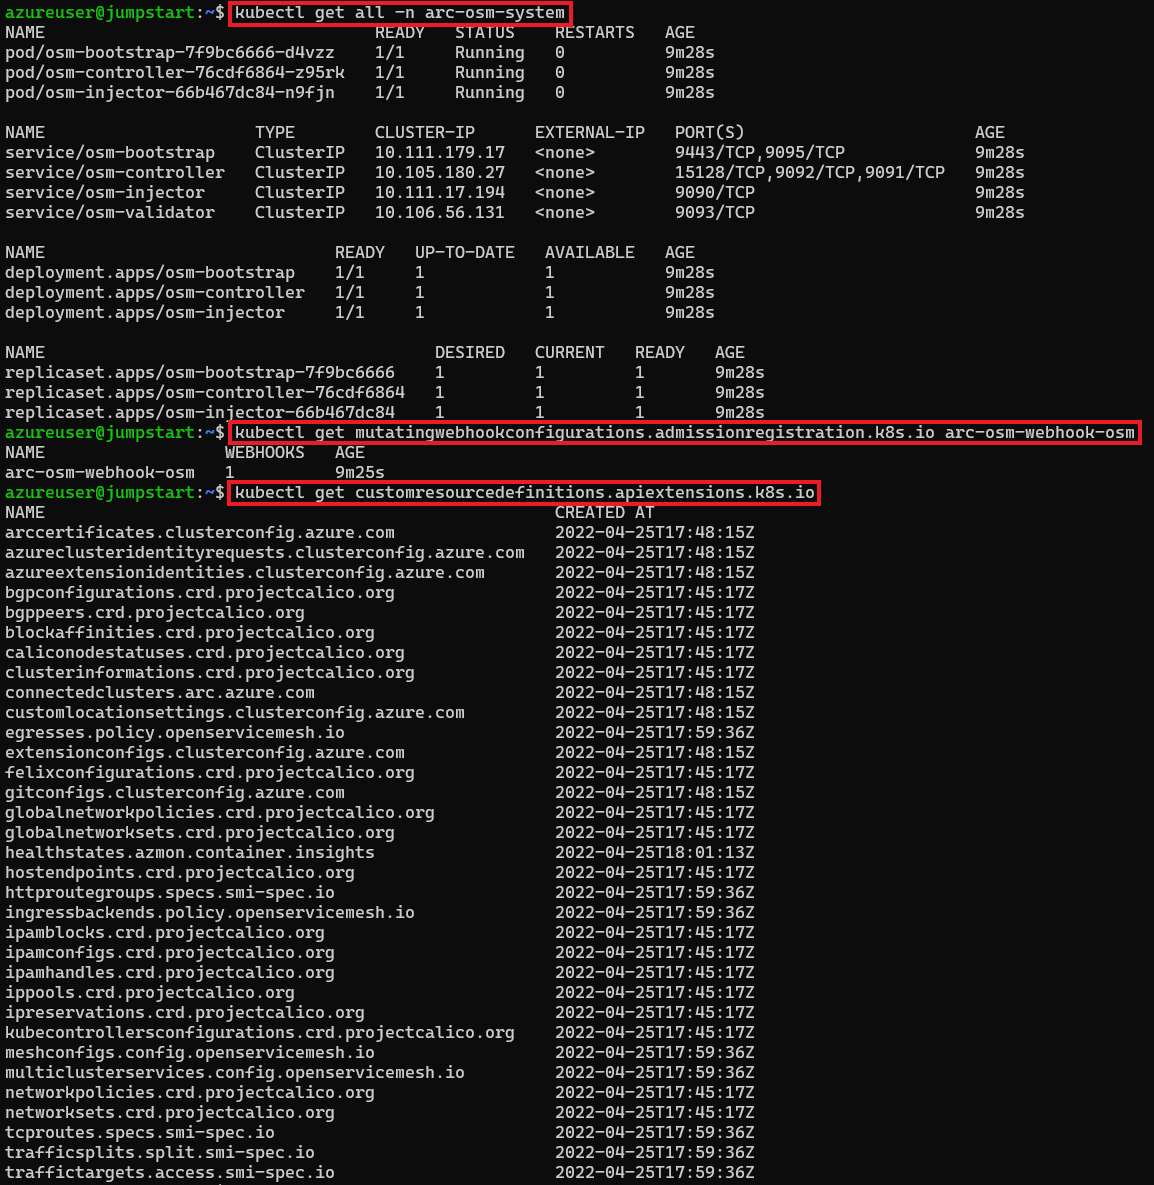 azureuser@jumpstart:~$ kubectl get all -n arc-osm-system
NAME READY STATUS RESTARTS AGE
pod/osm-bootstrap-7f9bc6666-d4vzz 1/1 Running 0 9m28s
pod/osm-controller-76cdf6864-z95rk 1/1 Running 0 9m28s
pod/osm-injector-66b467dc84-n9fjn 1/1 Running 0 9m28s
NAME TYPE CLUSTER-IP EXTERNAL-IP PORT(S) AGE
service/osm-bootstrap ClusterIP 10.111.179.17 <none> 9443/TCP,9095/TCP 9m28s
service/osm-controller ClusterIP 10.105.180.27 <none> 15128/TCP,9092/TCP,9091/TCP 9m28s
service/osm-injector ClusterIP 10.111.17.194 <none> 9090/TCP 9m28s
service/osm-validator ClusterIP 10.106.56.131 <none> 9093/TCP 9m28s
NAME READY UP-TO-DATE AVAILABLE AGE
deployment.apps/osm-bootstrap 1/1 1 1 9m28s
deployment.apps/osm-controller 1/1 1 1 9m28s
deployment.apps/osm-injector 1/1 1 1 9m28s
NAME DESIRED CURRENT READY AGE
replicaset.apps/osm-bootstrap-7f9bc6666 1 1 1 9m28s
replicaset.apps/osm-controller-76cdf6864 1 1 1 9m28s
replicaset.apps/osm-injector-66b467dc84 1 1 1 9m28s
azureuser@jumpstart:~$ kubectl get mutatingwebhookconfigurations.admissionregistration.k8s.io arc-osm-webhook-osm
NAME WEBHOOKS AGE
arc-osm-webhook-osm 1 9m25s
azureuser@jumpstart:~$ kubectl get customresourcedefinitions.apiextensions.k8s.io
NAME CREATED AT
arccertificates.clusterconfig.azure.com 2022-04-25T17:48:15Z
azureclusteridentityrequests.clusterconfig.azure.com 2022-04-25T17:48:15Z
azureextensionidentities.clusterconfig.azure.com 2022-04-25T17:48:15Z
bgpconfigurations.crd.projectcalico.org 2022-04-25T17:45:17Z
bgppeers.crd.projectcalico.org 2022-04-25T17:45:17Z
blockaffinities.crd.projectcalico.org 2022-04-25T17:45:17Z
caliconodestatuses.crd.projectcalico.org 2022-04-25T17:45:17Z
clusterinformations.crd.projectcalico.org 2022-04-25T17:45:17Z
connectedclusters.arc.azure.com 2022-04-25T17:48:15Z
customlocationsettings.clusterconfig.azure.com 2022-04-25T17:48:15Z
egresses.policy.openservicemesh.io 2022-04-25T17:59:36Z
extensionconfigs.clusterconfig.azure.com 2022-04-25T17:48:15Z
felixconfigurations.crd.projectcalico.org 2022-04-25T17:45:17Z
gitconfigs.clusterconfig.azure.com 2022-04-25T17:48:15Z
globalnetworkpolicies.crd.projectcalico.org 2022-04-25T17:45:17Z
globalnetworksets.crd.projectcalico.org 2022-04-25T17:45:17Z
healthstates.azmon.container.insights 2022-04-25T18:01:13Z
hostendpoints.crd.projectcalico.org 2022-04-25T17:45:17Z
httproutegroups.specs.smi-spec.io 2022-04-25T17:59:36Z
ingressbackends.policy.openservicemesh.io 2022-04-25T17:59:36Z
ipamblocks.crd.projectcalico.org 2022-04-25T17:45:17Z
ipamconfigs.crd.projectcalico.org 2022-04-25T17:45:17Z
ipamhandles.crd.projectcalico.org 2022-04-25T17:45:17Z
ippools.crd.projectcalico.org 2022-04-25T17:45:17Z
ipreservations.crd.projectcalico.org 2022-04-25T17:45:17Z
kubecontrollersconfigurations.crd.projectcalico.org 2022-04-25T17:45:17Z
meshconfigs.config.openservicemesh.io 2022-04-25T17:59:36Z
multiclusterservices.config.openservicemesh.io 2022-04-25T17:59:36Z
networkpolicies.crd.projectcalico.org 2022-04-25T17:45:17Z
networksets.crd.projectcalico.org 2022-04-25T17:45:17Z
tcproutes.specs.smi-spec.io 2022-04-25T17:59:36Z
trafficsplits.split.smi-spec.io 2022-04-25T17:59:36Z
traffictargets.access.smi-spec.io 2022-04-25T17:59:36Z